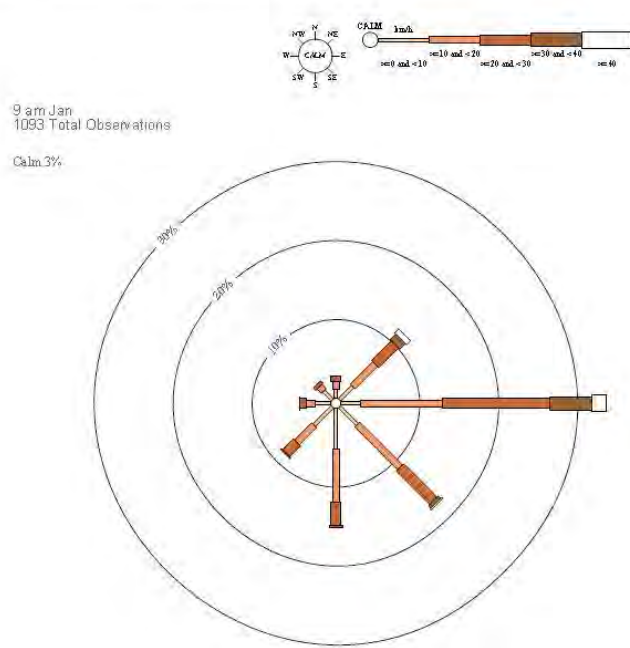 N
NW NE
W CALM E
SW SE
S
CALM km/h
>=10 and <20 >=30 and <40
>=0 and <10 >=20 and <30 >=40
9 am Jan
1093 Total Observations
Calm 3%
30%
20%
10%